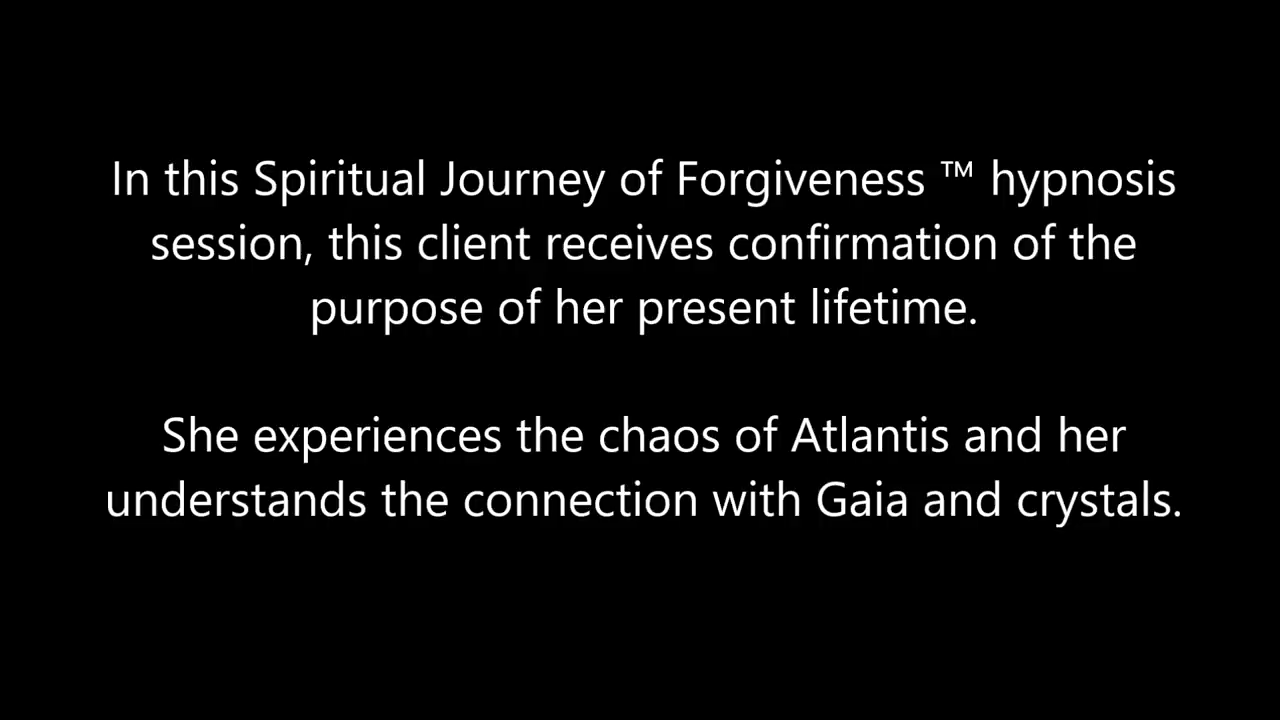 In this Spiritual Journey of Forgiveness ™ hypnosis
session, this client receives confirmation of the
purpose of her present lifetime.
She experiences the chaos of Atlantis and her
understands the connection with Gaia and crystals.